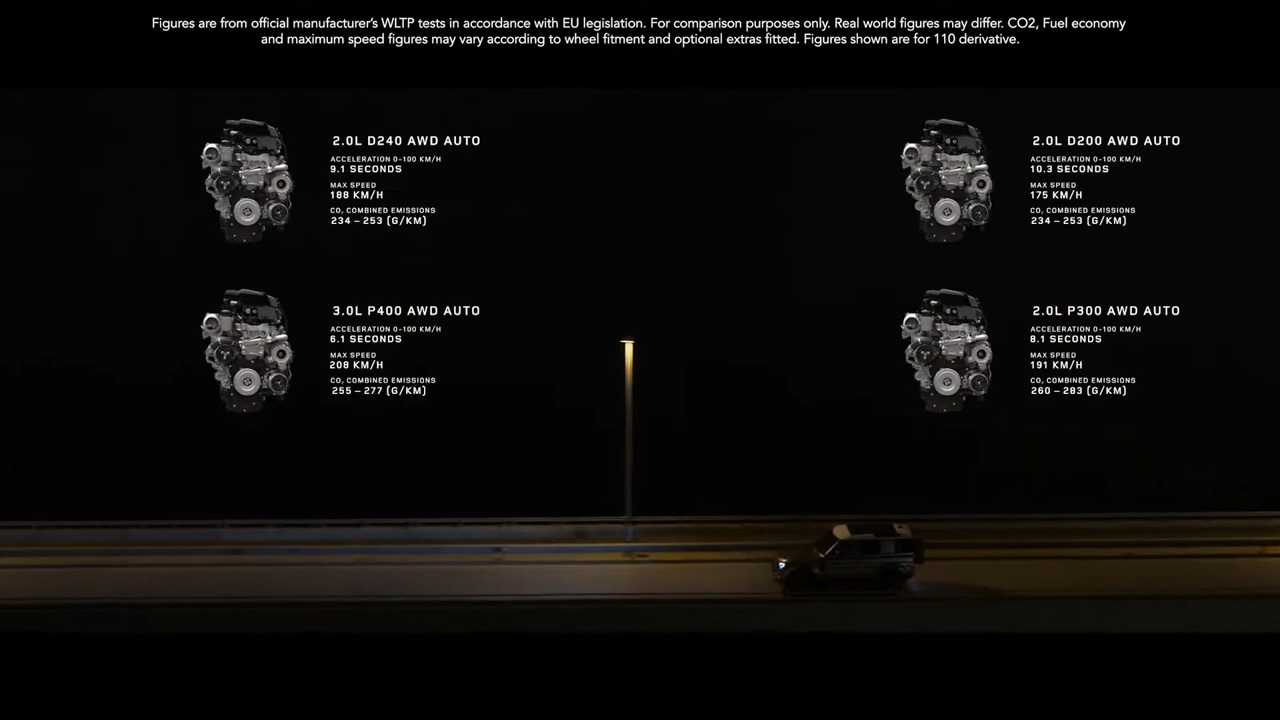 Figures are from official manufacturer's WLTP tests in accordance with EU legislation. For comparison purposes only. Real world figures may differ. CO2, Fuel economy
and maximum speed figures may vary according to wheel fitment and optional extras fitted. Figures shown are for 110 derivative.
2.0L D240 AWD AUTO
ACCELERATION 0-100 KM/H
9.1 SECONDS
MAX SPEED
188 KM/H
CO, COMBINED EMISSIONS
234 – 253 (G/KM)
2.0L D200 AWD AUTO
ACCELERATION 0-100 KM/H
10.3 SECONDS
MAX SPEED
175 KM/H
CO, COMBINED EMISSIONS
234 – 253 (G/KM)
3.0L P400 AWD AUTO
ACCELERATION 0-100 KM/H
6.1 SECONDS
MAX SPEED
208 KM/H
CO, COMBINED EMISSIONS
255 – 277 (G/KM)
2.0L P300 AWD AUTO
ACCELERATION 0-100 KM/H
8.1 SECONDS
MAX SPEED
191 KM/H
CO, COMBINED EMISSIONS
260 – 283 (G/KM)